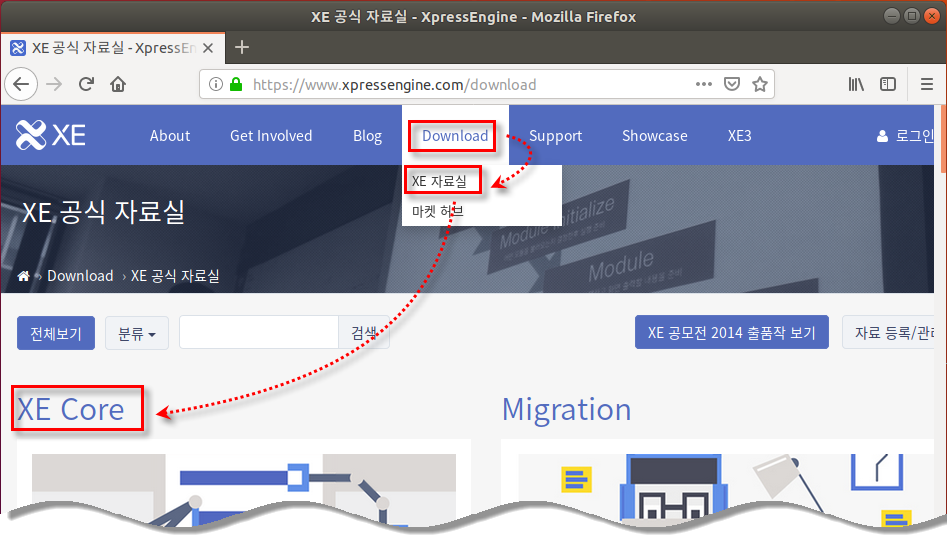 XE 공식 자료실 - XpressEngine - Mozilla Firefox
XE 공식 자료실 - XpressEn
https://www.xpressengine.com/download
XE
About
Get Involved
Blog
Download
Support
Showcase
XE3
로그인
XE 자료실
마켓 허브
XE 공식 자료실
Module Initialize
Module
Download › XE 공식 자료실
전체보기
분류
검색
XE 공모전 2014 출품작 보기
자료 등록/관리
XE Core
Migration